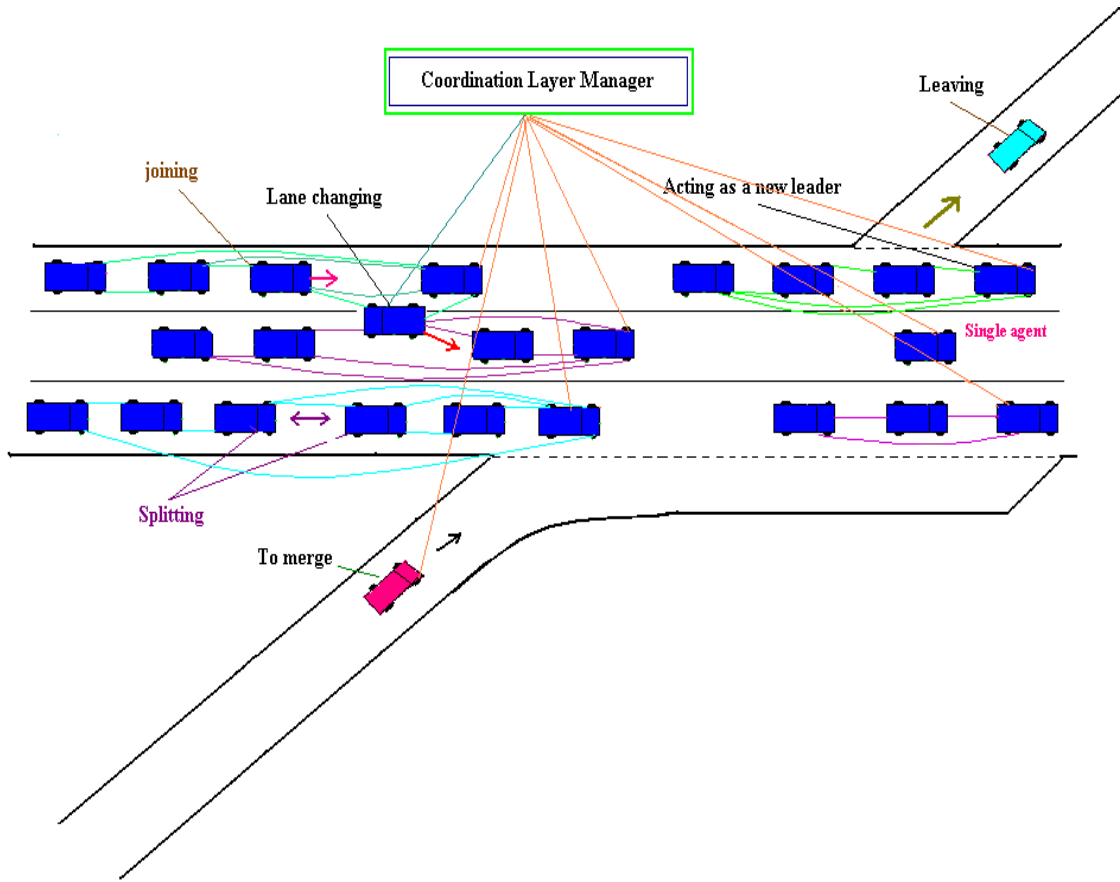 Coordination Layer Manager
Leaving
joining
Lane changing
Acting as a new leader
Single agent
Splitting
To merge